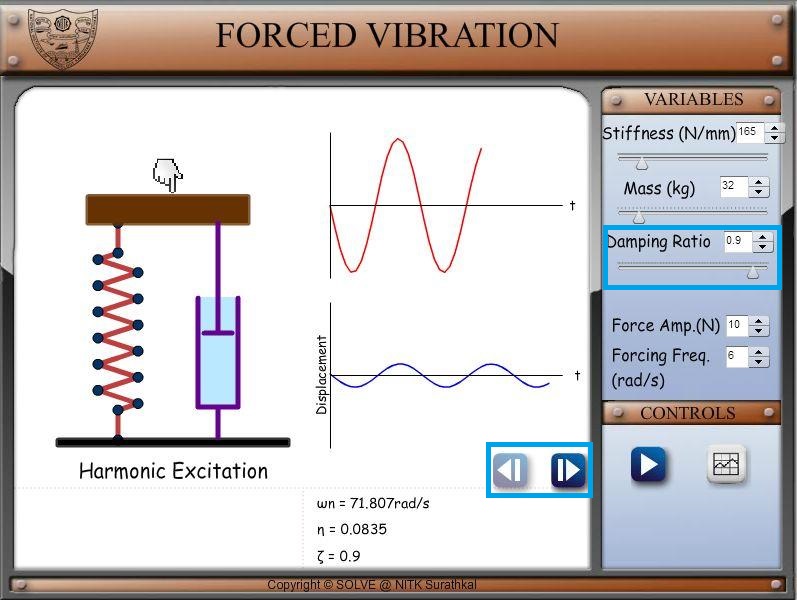 FORCED VIBRATION
VARIABLES
Stiffness (N/mm) 165
Mass (kg) 32
Damping Ratio 0.9
Force Amp.(N) 10
Forcing Freq. 6
(rad/s)
CONTROLS
t
Displacement
t
Harmonic Excitation
ωn = 71.807rad/s
η = 0.0835
ζ = 0.9
Copyright © SOLVE @ NITK Surathkal